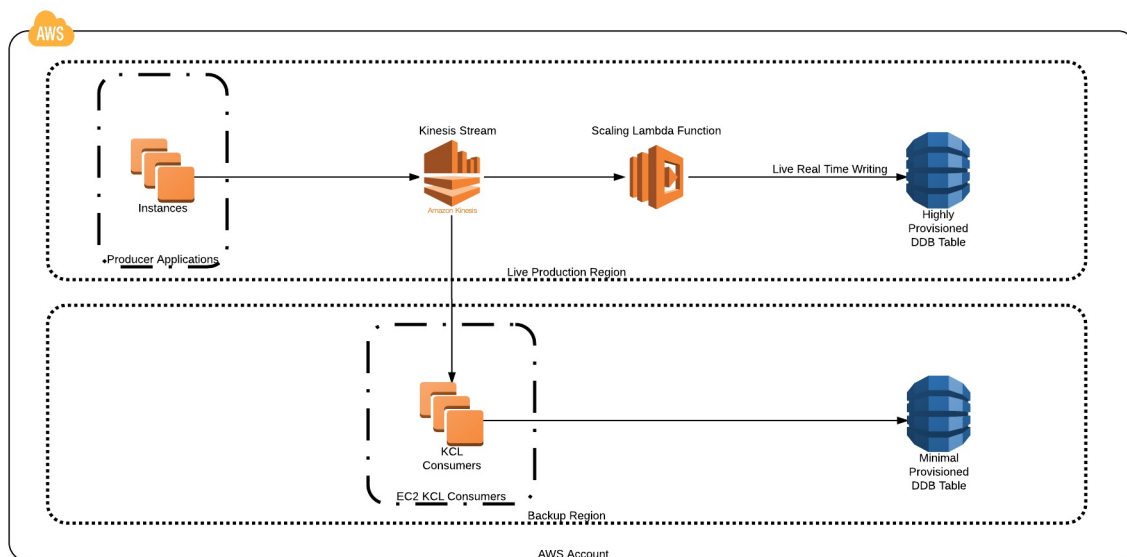 AWS
Kinesis Stream
Scaling Lambda Function
Live Real Time Writing
Amazon Kinesis
Instances
Highly
Provisioned
DDB Table
Producer Applications
Live Production Region
KCL
Consumers
Minimal
Provisioned
DDB Table
EC2 KCL Consumers
Backup Region
AWS Account